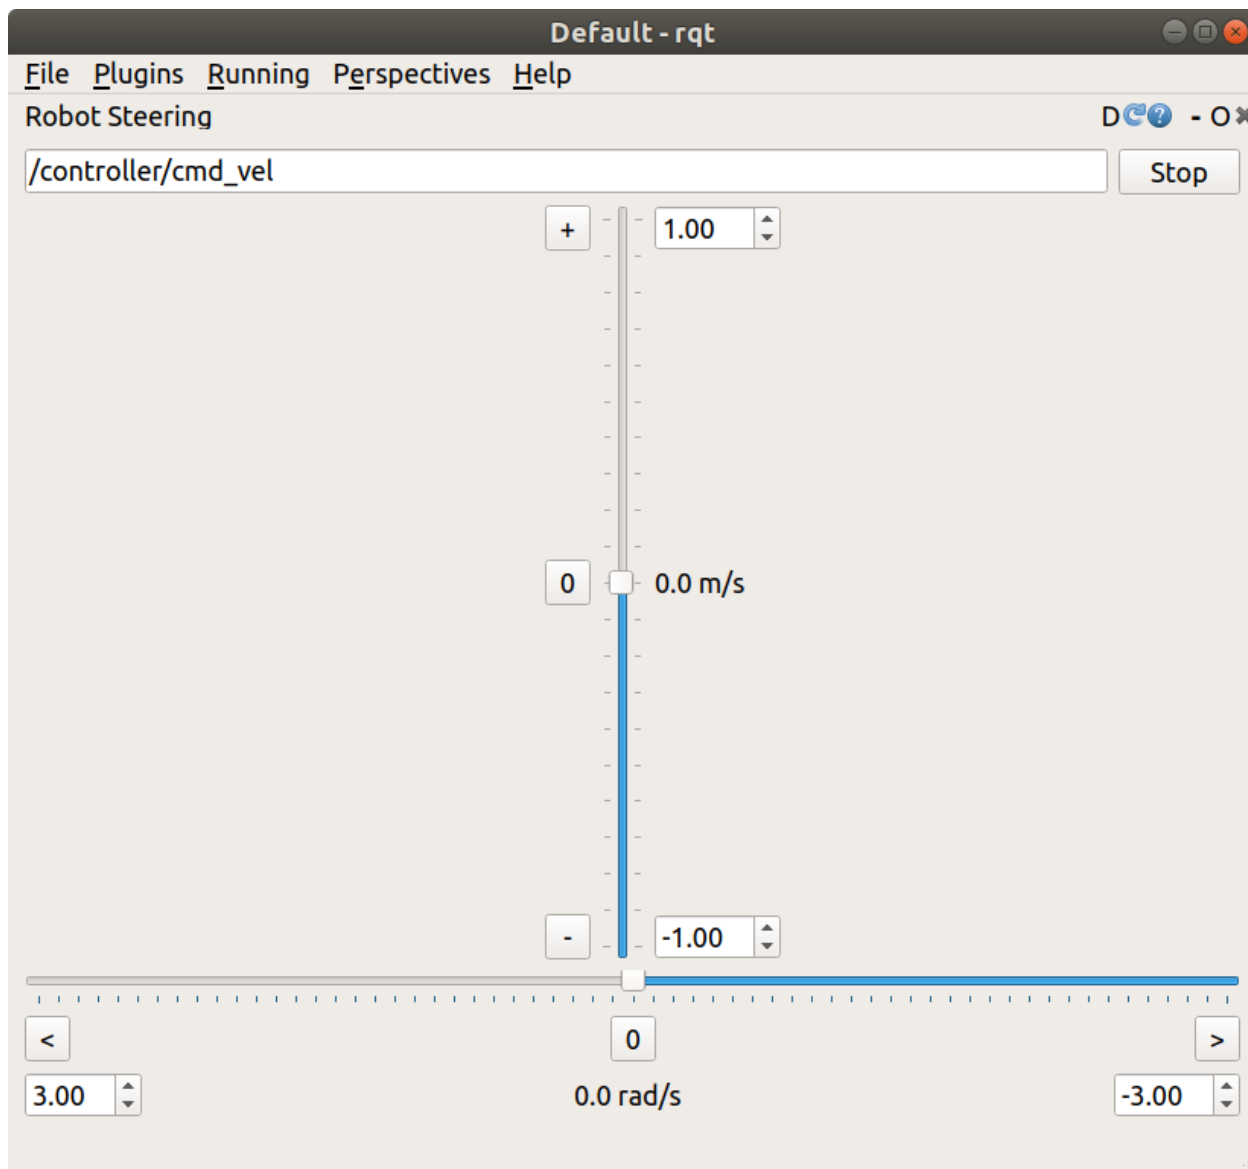 Default - rqt
File Plugins Running Perspectives Help
Robot Steering D ? - O
/controller/cmd_vel Stop
+ 1.00
0 0.0 m/s
- -1.00
< 0 >
3.00 0.0 rad/s -3.00